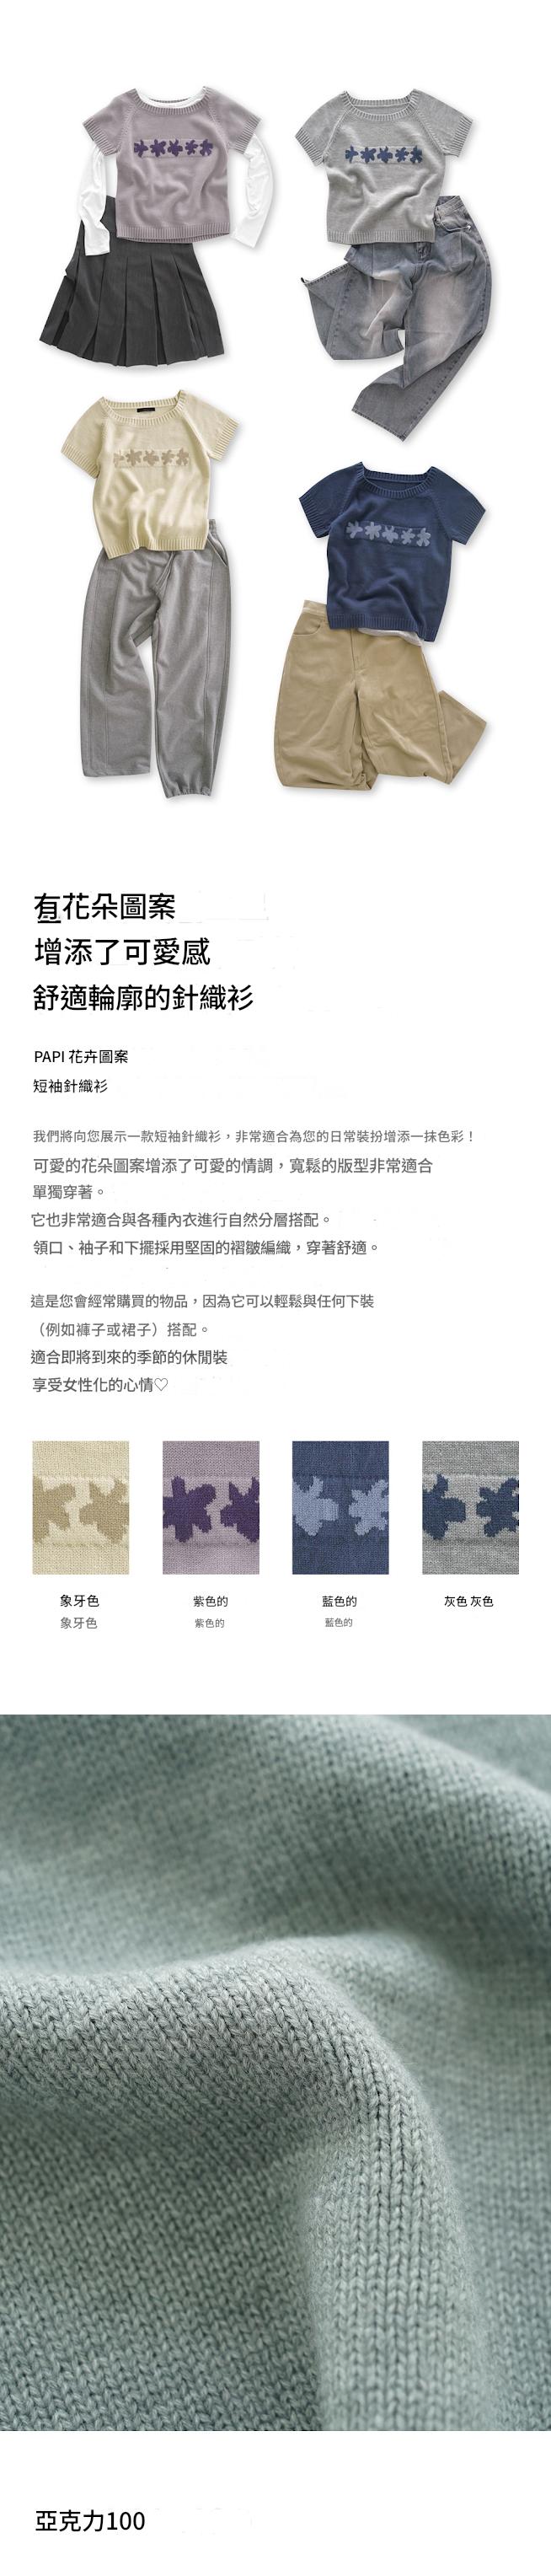 有花朵圖案
增添了可愛感
舒適輪廓的針織衫
PAPI 花卉圖案
短袖針織衫
我們將向您展示一款短袖針織衫，非常適合為您的日常裝扮增添一抹色彩！
可愛的花朵圖案增添了可愛的情調，寬鬆的版型非常適合
單獨穿著。
它也非常適合與各種內衣進行自然分層搭配。
領口、袖子和下擺採用堅固的褶皺編織，穿著舒適。
這是您會經常購買的物品，因為它可以輕鬆與任何下裝
（例如褲子或裙子）搭配。
適合即將到來的季節的休閒裝
享受女性化的心情♡
象牙色
象牙色
紫色的
紫色的
藍色的
藍色的
灰色 灰色
亞克力100